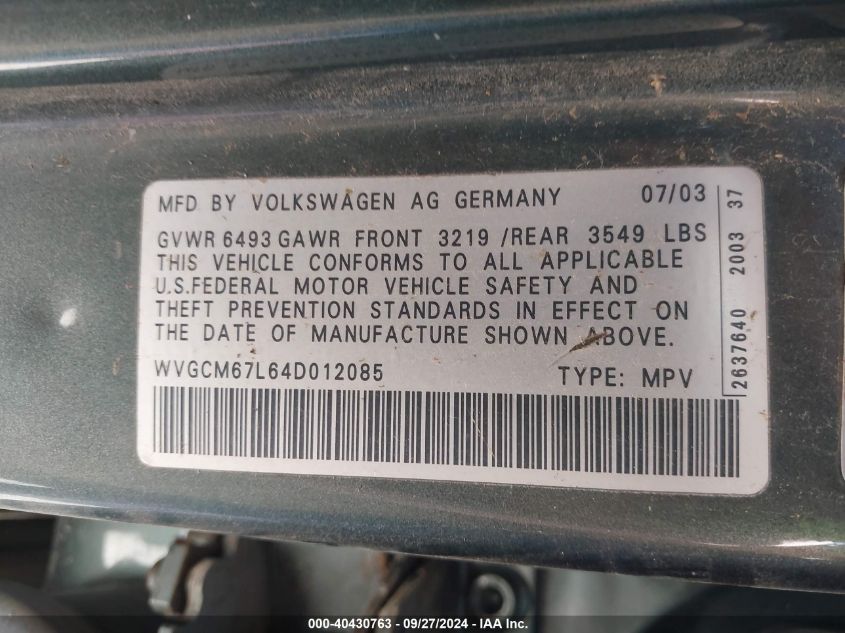 MFD BY VOLKSWAGEN AG GERMANY 07/03
GVWR 6493 GAWR FRONT 3219 /REAR 3549 LBS
THIS VEHICLE CONFORMS TO ALL APPLICABLE
U.S.FEDERAL MOTOR VEHICLE SAFETY AND
THEFT PREVENTION STANDARDS IN EFFECT ON
THE DATE OF MANUFACTURE SHOWN ABOVE.
WVGCM67L64D012085 TYPE: MPV
2637640 2003 37
000-40430763 - 09/27/2024 - IAA Inc.